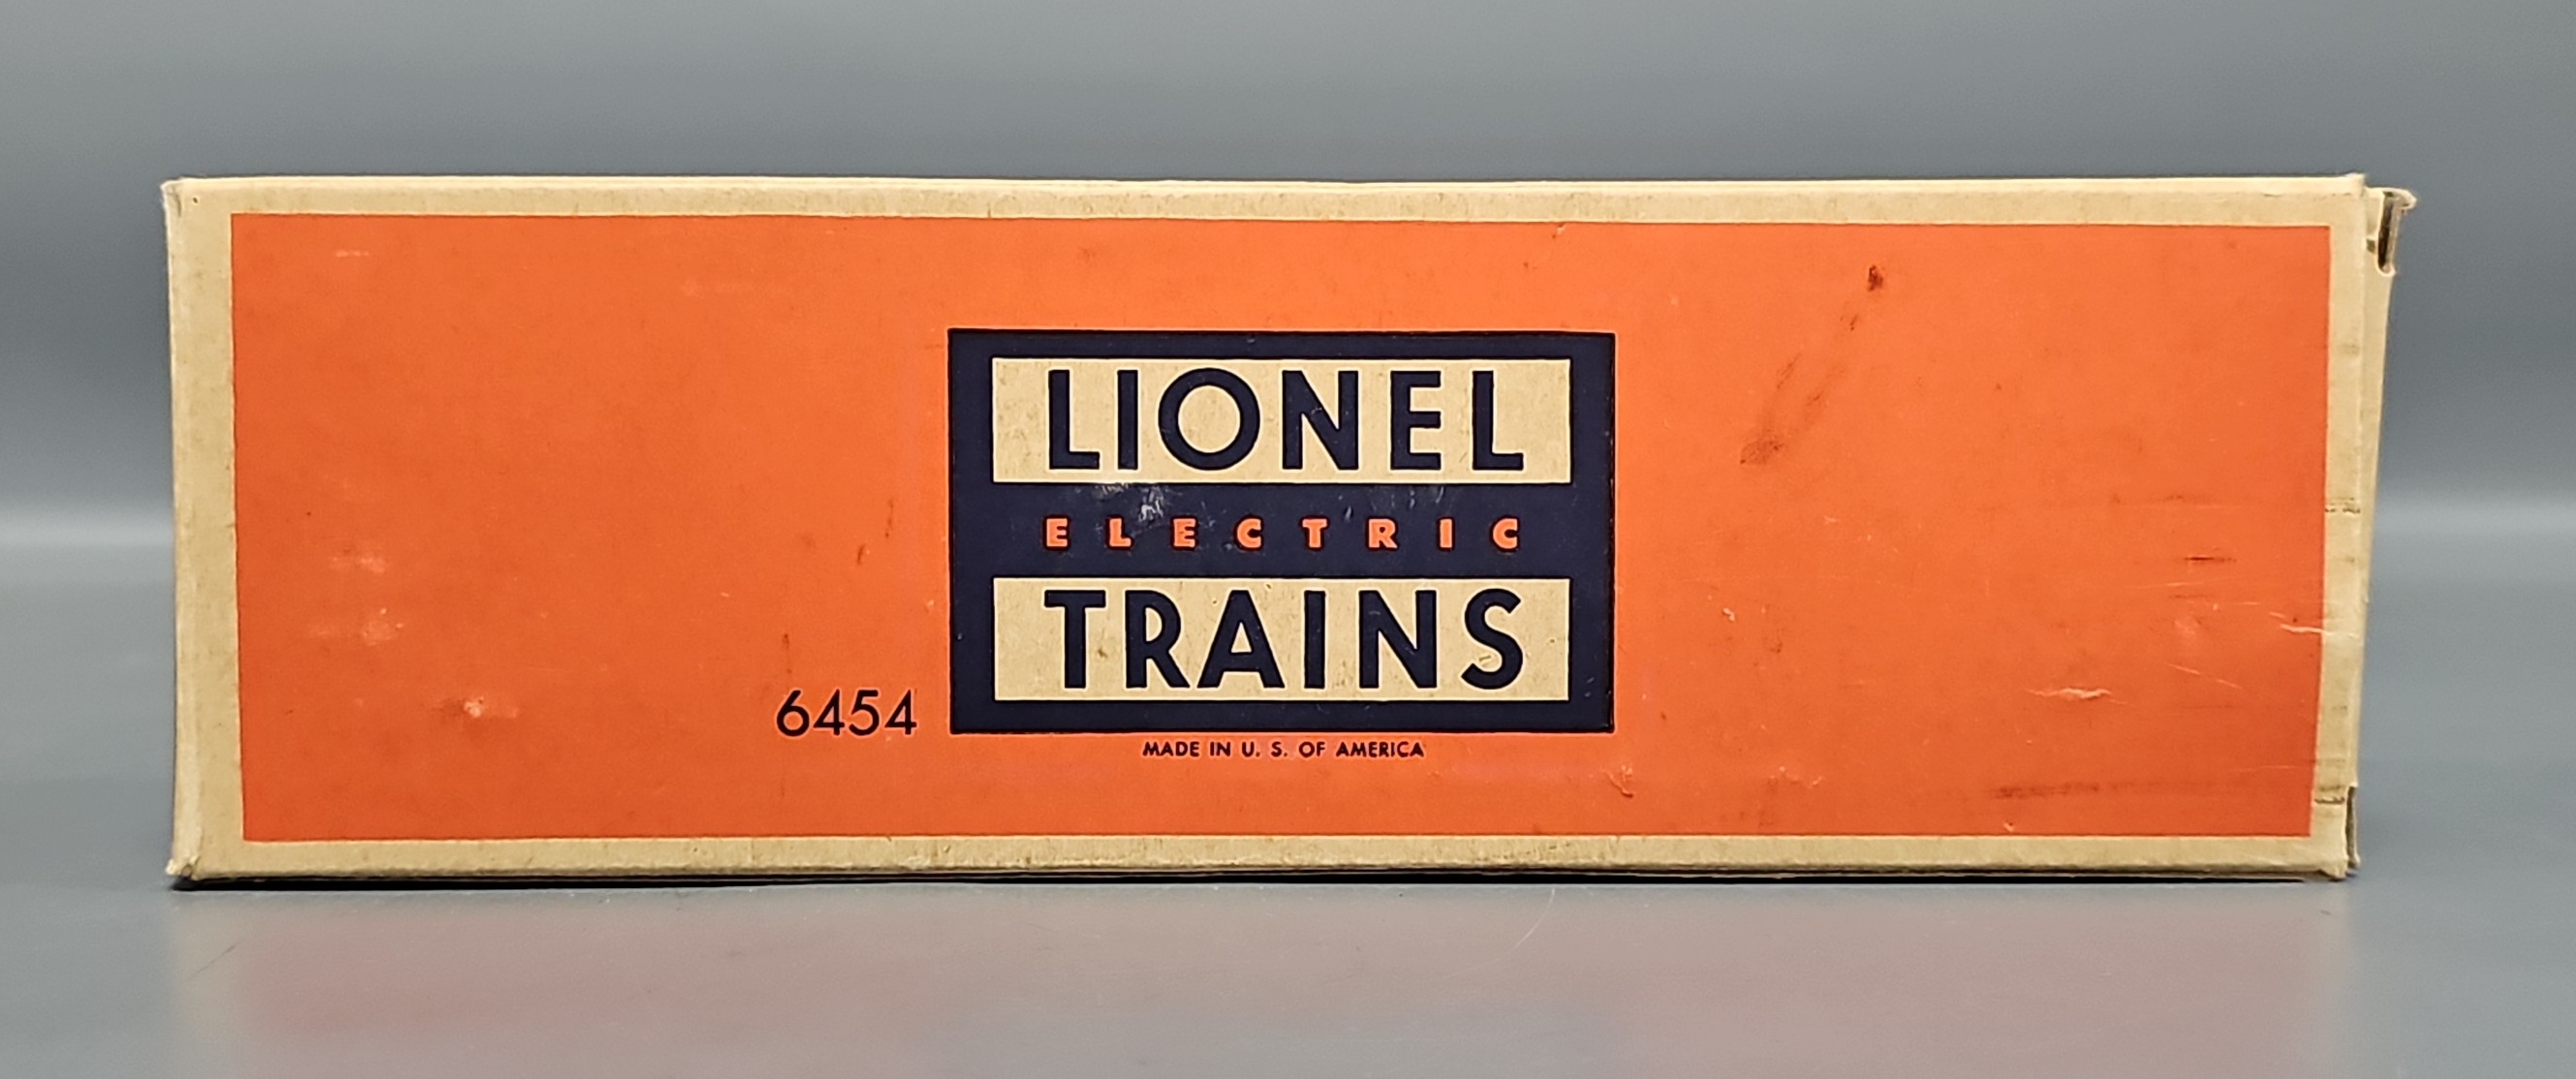 LIONEL
ELECTRIC
TRAINS
6454
MADE IN U. S. OF AMERICA